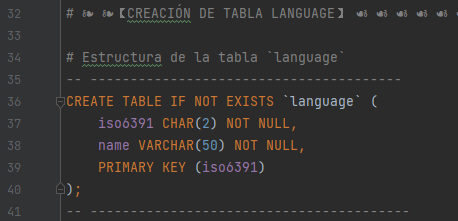 32 # ☙❧【CREACIÓN DE TABLA LANGUAGE】 ☙ ☙ ☙ ☙ ☙ ☙
33
34 # Estructura de la tabla `language`
35 -- ---------------------------------------
36 CREATE TABLE IF NOT EXISTS `language` (
37 iso6391 CHAR(2) NOT NULL,
38 name VARCHAR(50) NOT NULL,
39 PRIMARY KEY (iso6391)
40 );
41 -- ---------------------------------------